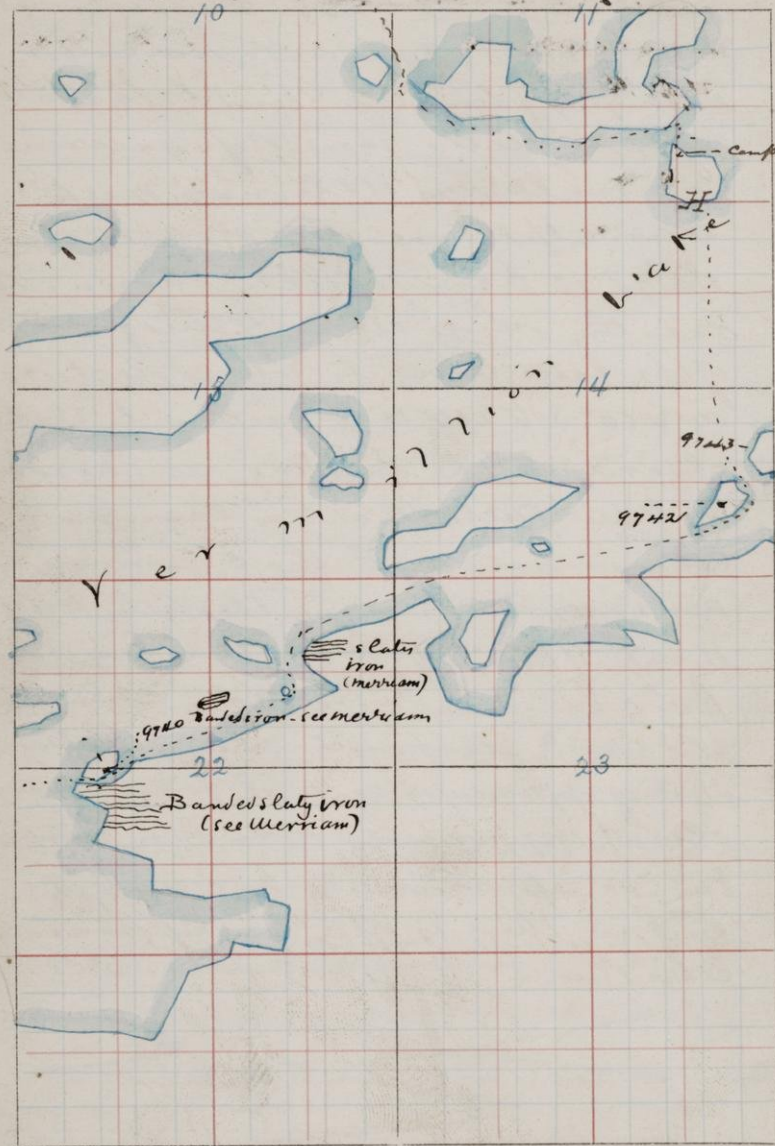 10
11
Camp
H
Vermillion Lake
15
14
9743
9742
slaty
iron
(merriam)
9740
Banded iron - see merriam
22
23
Banded slaty iron
(see Merriam)